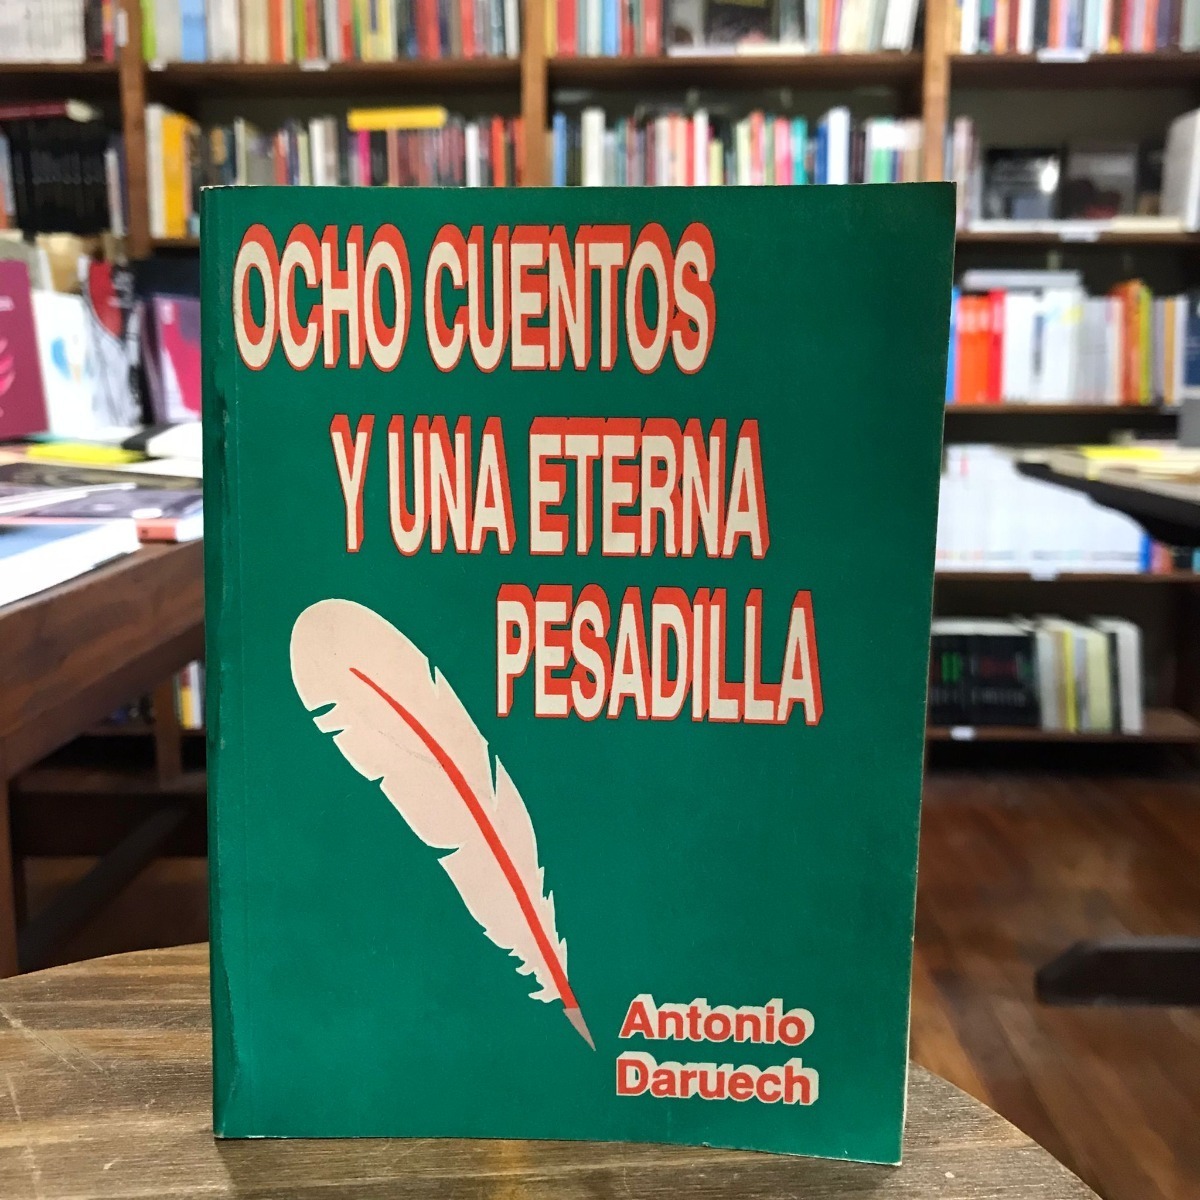 OCHO CUENTOS
Y UNA ETERNA
PESADILLA
Antonio
Daruech